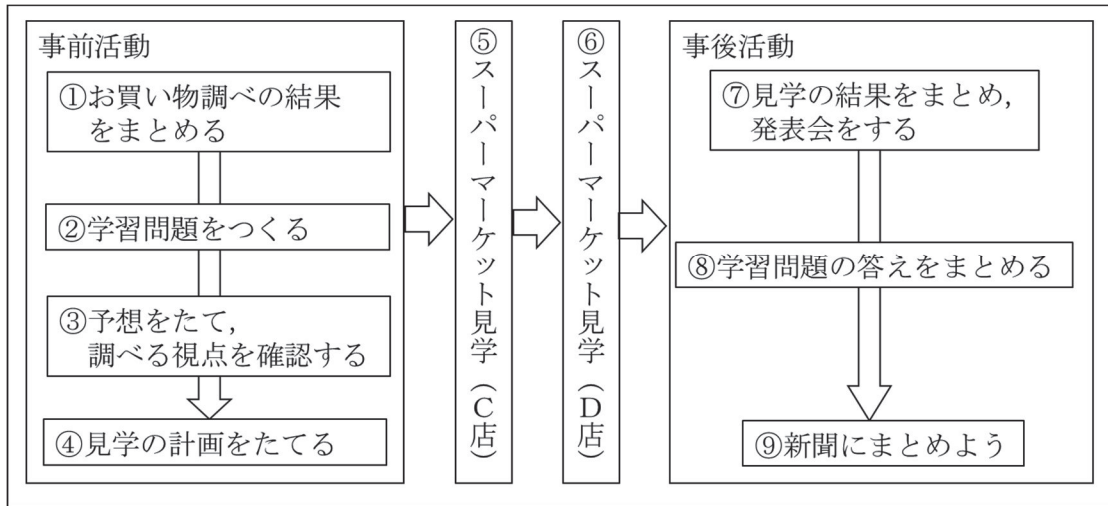 事前活動
①お買い物調べの結果
をまとめる
②学習問題をつくる
③予想をたて，
調べる視点を確認する
④見学の計画をたてる
⑤スーパーマーケット見学（C店）
⑥スーパーマーケット見学（D店）
事後活動
⑦見学の結果をまとめ，
発表会をする
⑧学習問題の答えをまとめる
⑨新聞にまとめよう